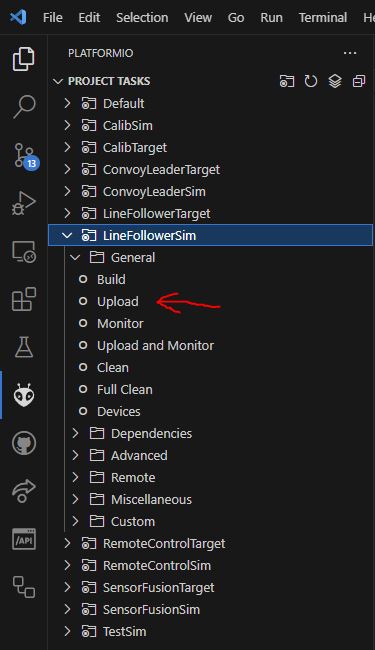 File Edit Selection View Go Run Terminal H
PLATFORMIO
PROJECT TASKS
Default
CalibSim
CalibTarget
ConvoyLeaderTarget
ConvoyLeaderSim
LineFollowerTarget
LineFollowerSim
General
Build
Upload
Monitor
Upload and Monitor
Clean
Full Clean
Devices
Dependencies
Advanced
Remote
Miscellaneous
Custom
RemoteControlTarget
RemoteControlSim
SensorFusionTarget
SensorFusionSim
TestSim
13
/API